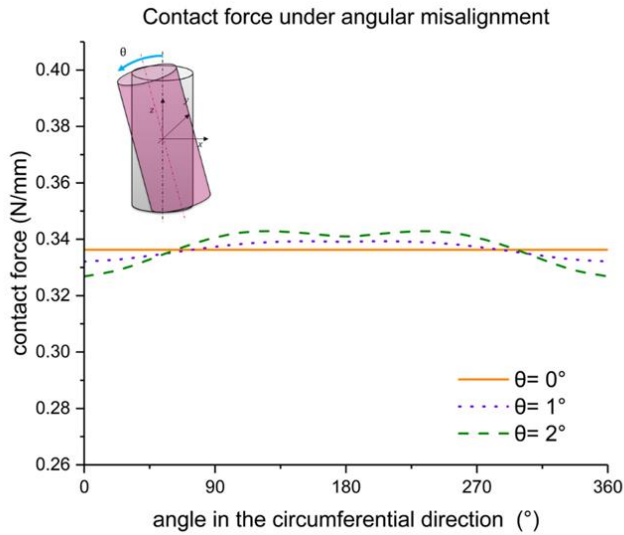 Contact force under angular misalignment
θ
z
y
x
contact force (N/mm)
0.40
0.38
0.36
0.34
0.32
0.30
0.28
0.26
θ= 0°
θ= 1°
θ= 2°
0 90 180 270 360
angle in the circumferential direction (°)